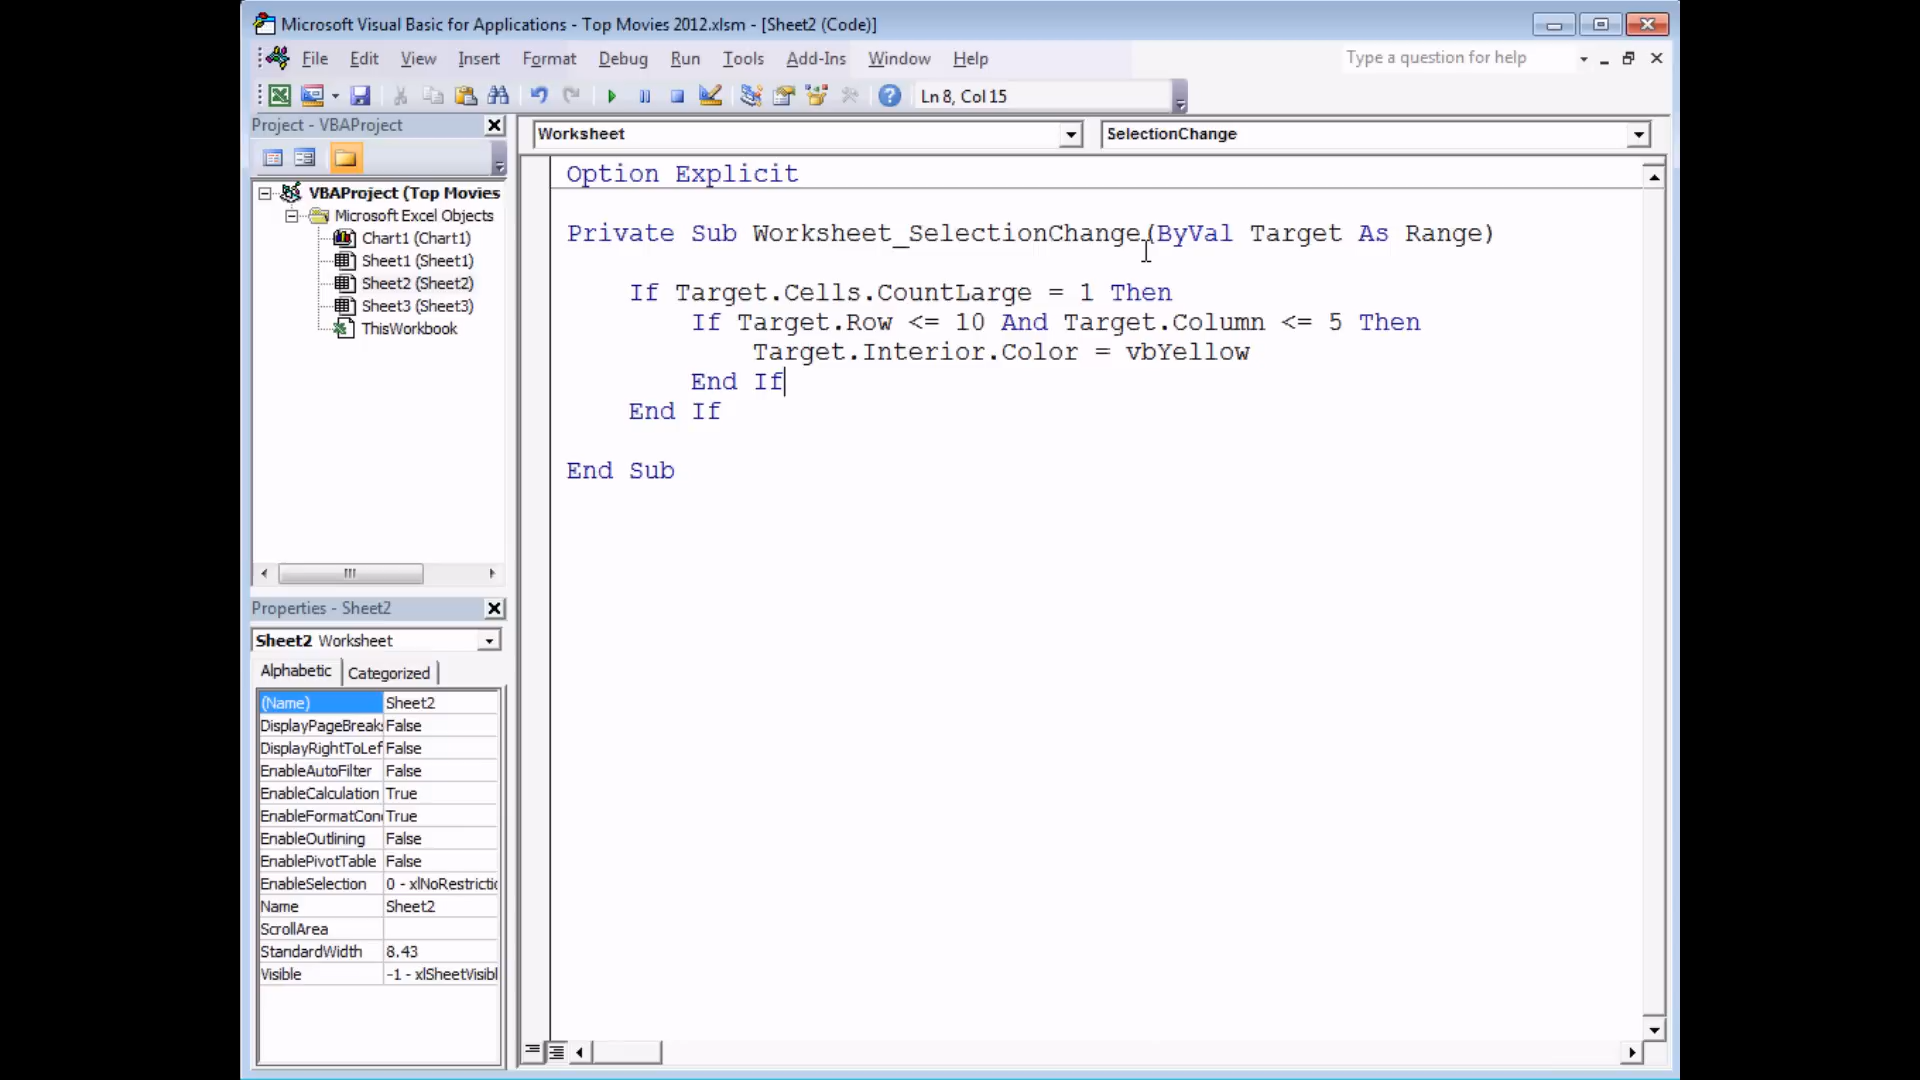 Microsoft Visual Basic for Applications - Top Movies 2012.xlsm - [Sheet2 (Code)]
File Edit View Insert Format Debug Run Tools Add-Ins Window Help
Type a question for help
Ln 8, Col 15
Project - VBAProject
Worksheet
SelectionChange
VBAProject (Top Movies
Microsoft Excel Objects
Chart1 (Chart1)
Sheet1 (Sheet1)
Sheet2 (Sheet2)
Sheet3 (Sheet3)
ThisWorkbook
Option Explicit
Private Sub Worksheet_SelectionChange(ByVal Target As Range)
If Target.Cells.CountLarge = 1 Then
If Target.Row <= 10 And Target.Column <= 5 Then
Target.Interior.Color = vbYellow
End If
End If
End Sub
Properties - Sheet2
Sheet2 Worksheet
Alphabetic Categorized
(Name) Sheet2
DisplayPageBreaks False
DisplayRightToLef False
EnableAutoFilter False
EnableCalculation True
EnableFormatCon True
EnableOutlining False
EnablePivotTable False
EnableSelection 0 - xlNoRestrictio
Name Sheet2
ScrollArea
StandardWidth 8.43
Visible -1 - xlSheetVisibl